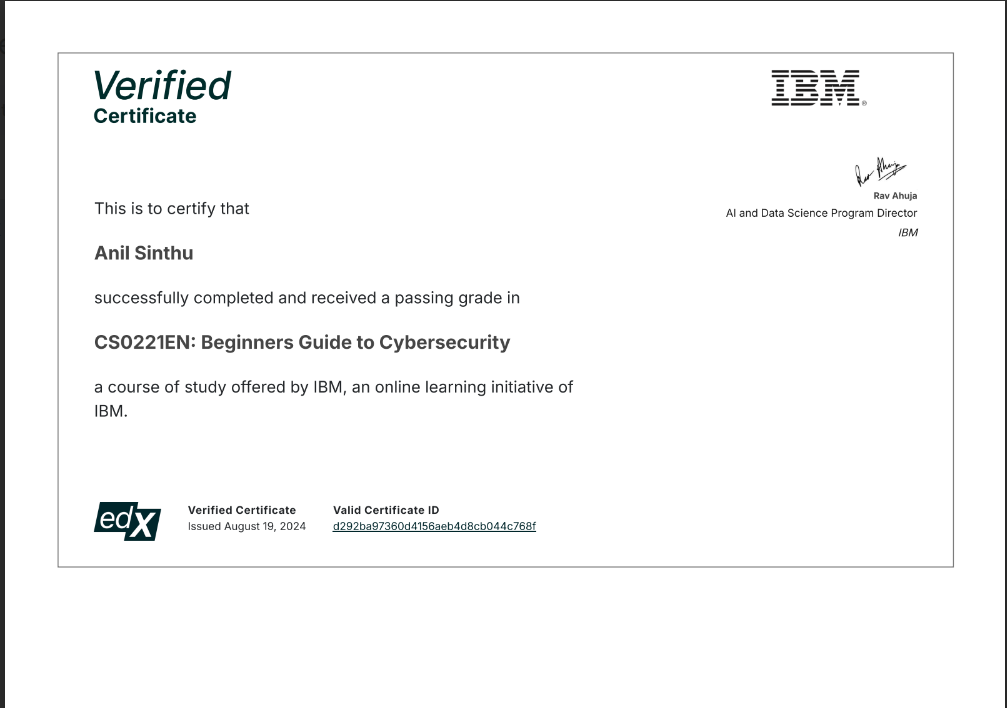 Verified
Certificate
IBM®
Rav Ahuja
AI and Data Science Program Director
IBM
This is to certify that
Anil Sinthu
successfully completed and received a passing grade in
CS0221EN: Beginners Guide to Cybersecurity
a course of study offered by IBM, an online learning initiative of
IBM.
edX
Verified Certificate
Issued August 19, 2024
Valid Certificate ID
d292ba97360d4156aeb4d8cb044c768f